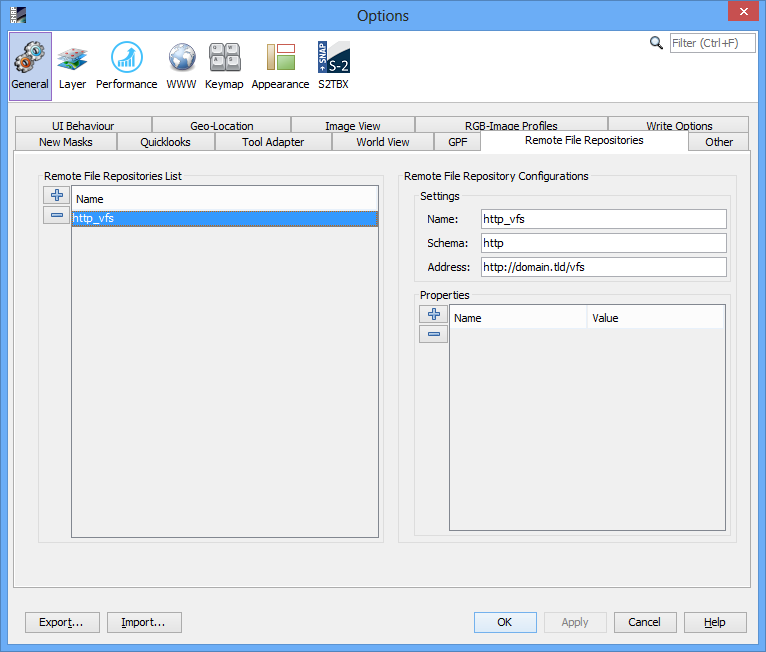 SNAP
Options
General
Layer
Performance
WWW
Keymap
Appearance
SNAP S-2
S2TBX
Filter (Ctrl+F)
UI Behaviour
Geo-Location
Image View
RGB-Image Profiles
Write Options
New Masks
Quicklooks
Tool Adapter
World View
GPF
Remote File Repositories
Other
Remote File Repositories List
Name
http_vfs
Remote File Repository Configurations
Settings
Name: http_vfs
Schema: http
Address: http://domain.tld/vfs
Properties
Name Value
Export...
Import...
OK
Apply
Cancel
Help